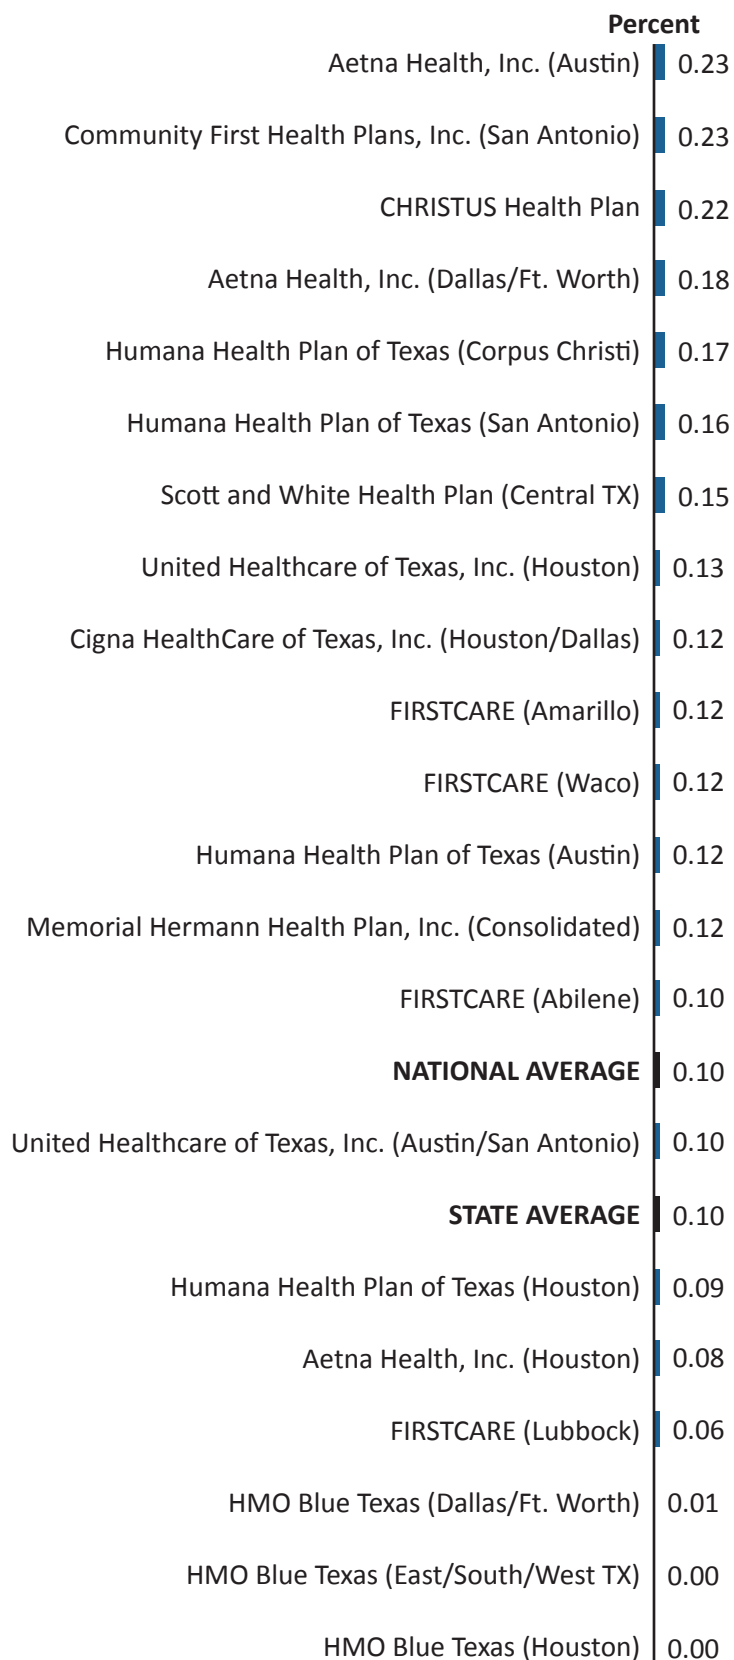 Percent
Aetna Health, Inc. (Austin) 0.23
Community First Health Plans, Inc. (San Antonio) 0.23
CHRISTUS Health Plan 0.22
Aetna Health, Inc. (Dallas/Ft. Worth) 0.18
Humana Health Plan of Texas (Corpus Christi) 0.17
Humana Health Plan of Texas (San Antonio) 0.16
Scott and White Health Plan (Central TX) 0.15
United Healthcare of Texas, Inc. (Houston) 0.13
Cigna HealthCare of Texas, Inc. (Houston/Dallas) 0.12
FIRSTCARE (Amarillo) 0.12
FIRSTCARE (Waco) 0.12
Humana Health Plan of Texas (Austin) 0.12
Memorial Hermann Health Plan, Inc. (Consolidated) 0.12
FIRSTCARE (Abilene) 0.10
NATIONAL AVERAGE 0.10
United Healthcare of Texas, Inc. (Austin/San Antonio) 0.10
STATE AVERAGE 0.10
Humana Health Plan of Texas (Houston) 0.09
Aetna Health, Inc. (Houston) 0.08
FIRSTCARE (Lubbock) 0.06
HMO Blue Texas (Dallas/Ft. Worth) 0.01
HMO Blue Texas (East/South/West TX) 0.00
HMO Blue Texas (Houston) 0.00